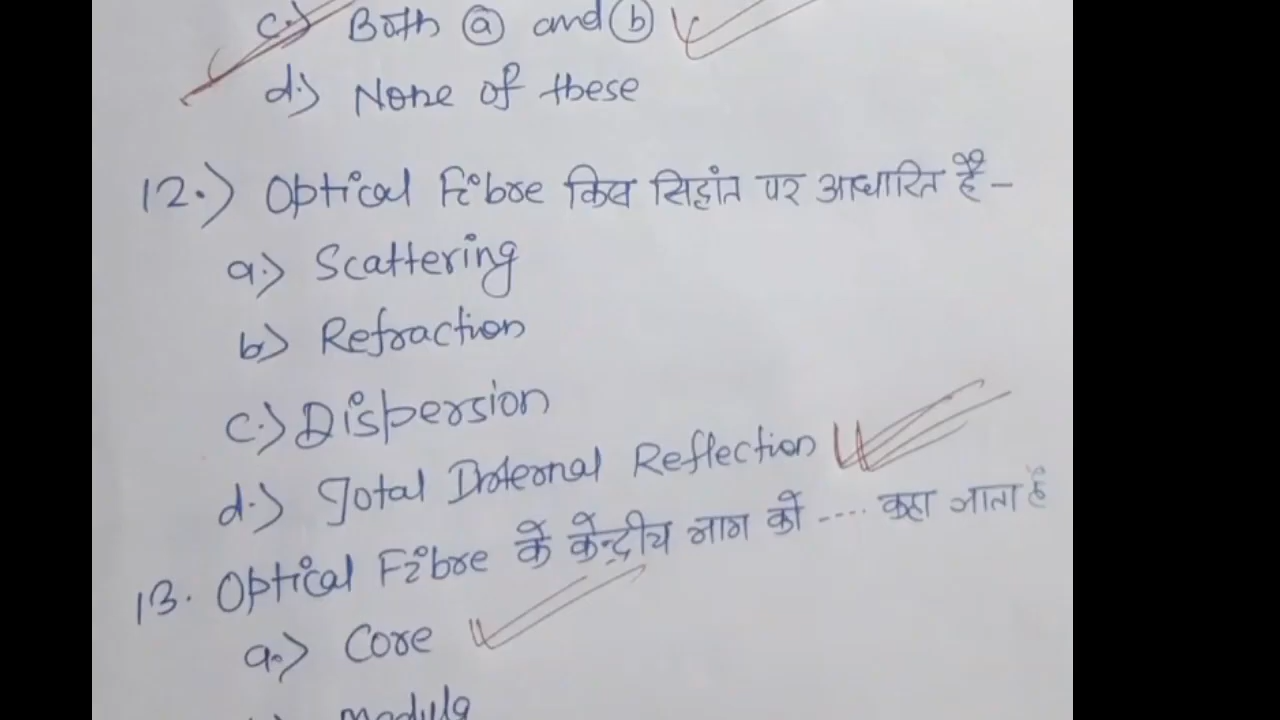 c.) Both ⓐ and ⓑ
d.) None of these
12.) Optical Fibre किस सिद्दांत पर आधारित है -
a.) Scattering
b) Refraction
c.) Dispersion
d.) Total Internal Reflection
13. Optical Fibre के केन्द्रीय भाग को .... कहा जाता है
a.) Core